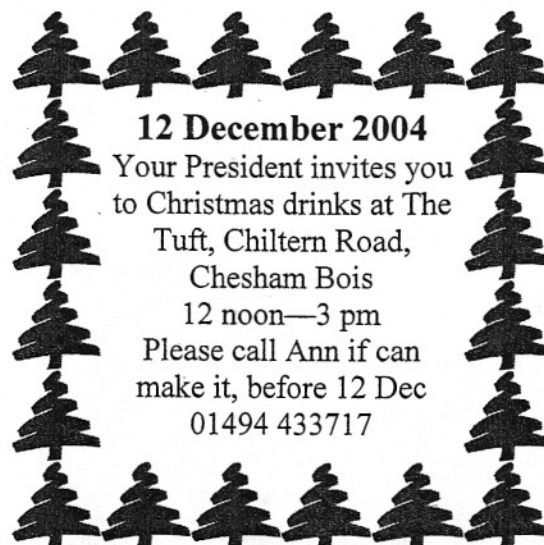 12 December 2004
Your President invites you
to Christmas drinks at The
Tuft, Chiltern Road,
Chesham Bois
12 noon—3 pm
Please call Ann if can
make it, before 12 Dec
01494 433717